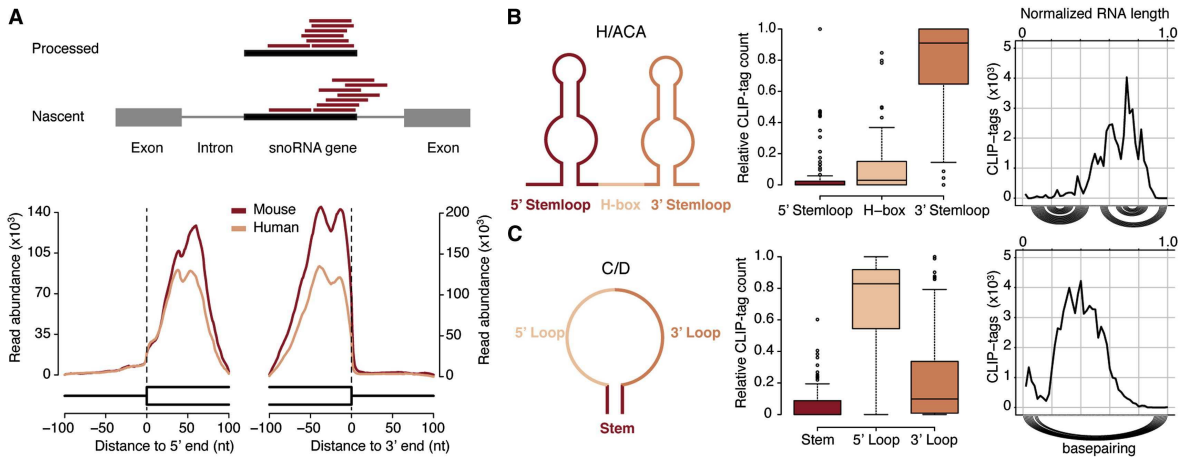 A
Processed
Nascent
Exon
Intron
snoRNA gene
Exon
Read abundance (x10³)
140
105
70
35
0
Mouse
Human
200
150
100
50
0
Read abundance (x10³)
−100
−50
0
50
100
Distance to 5' end (nt)
−100
−50
0
50
100
Distance to 3' end (nt)
B
H/ACA
5' Stemloop
H-box
3' Stemloop
Relative CLIP-tag count
1.0
0.8
0.6
0.4
0.2
0
5' Stemloop
H−box
3' Stemloop
Normalized RNA length
0
1.0
CLIP−tags (x10³)
5
4
3
2
1
0
C
C/D
5' Loop
3' Loop
Stem
Relative CLIP-tag count
1.0
0.8
0.6
0.4
0.2
0
Stem
5' Loop
3' Loop
0
1.0
CLIP−tags (x10³)
5
4
3
2
1
0
basepairing